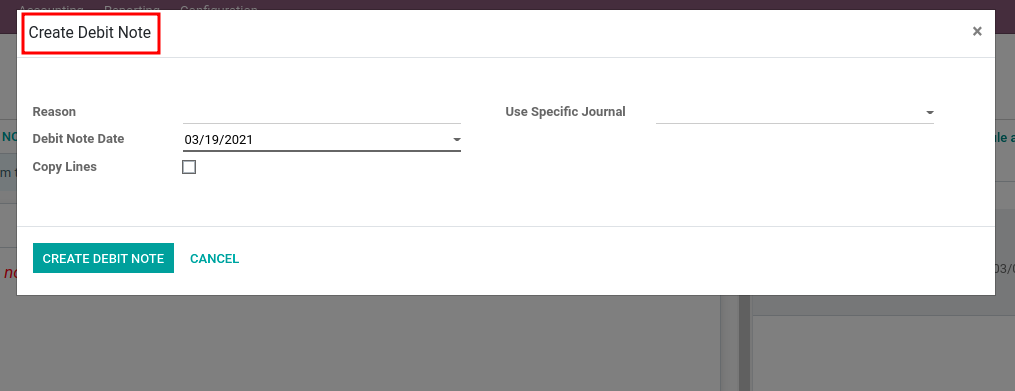 Accounting Reporting Configuration
Create Debit Note
×
Reason
Use Specific Journal
Debit Note Date 03/19/2021
Copy Lines
CREATE DEBIT NOTE CANCEL